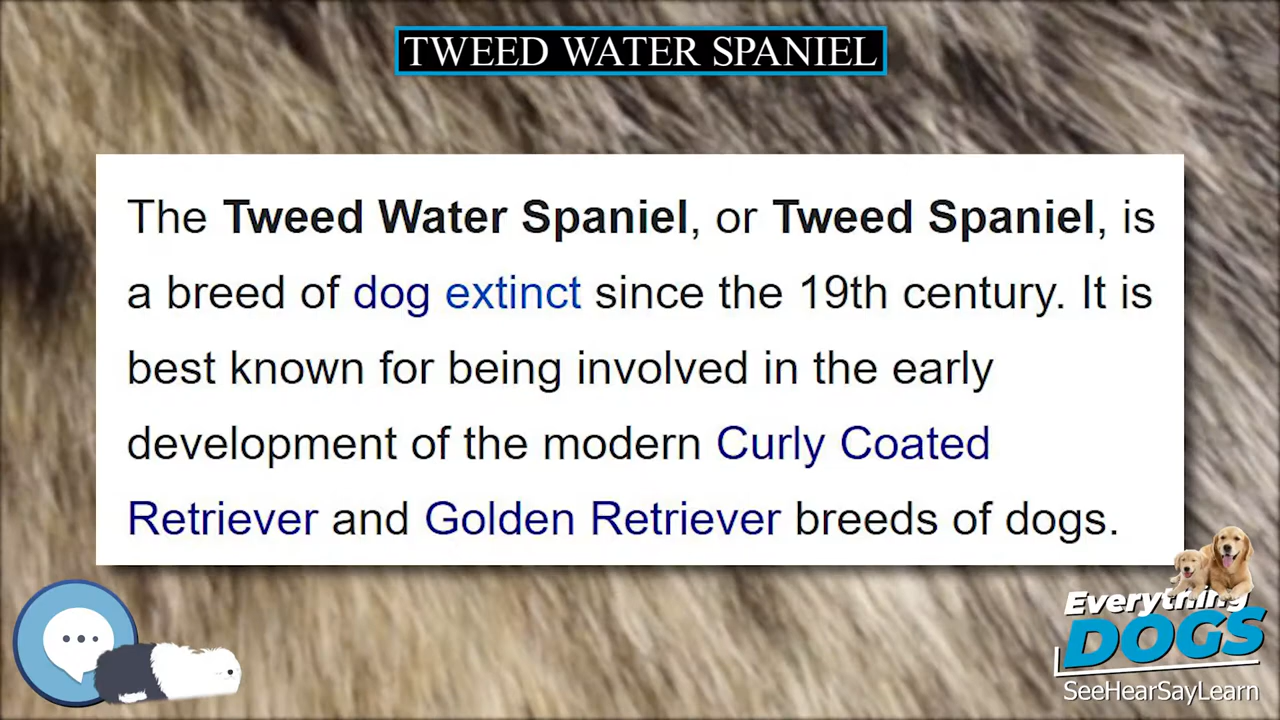 TWEED WATER SPANIEL
The Tweed Water Spaniel, or Tweed Spaniel, is
a breed of dog extinct since the 19th century. It is
best known for being involved in the early
development of the modern Curly Coated
Retriever and Golden Retriever breeds of dogs.
Everything
DOGS
SeeHearSayLearn